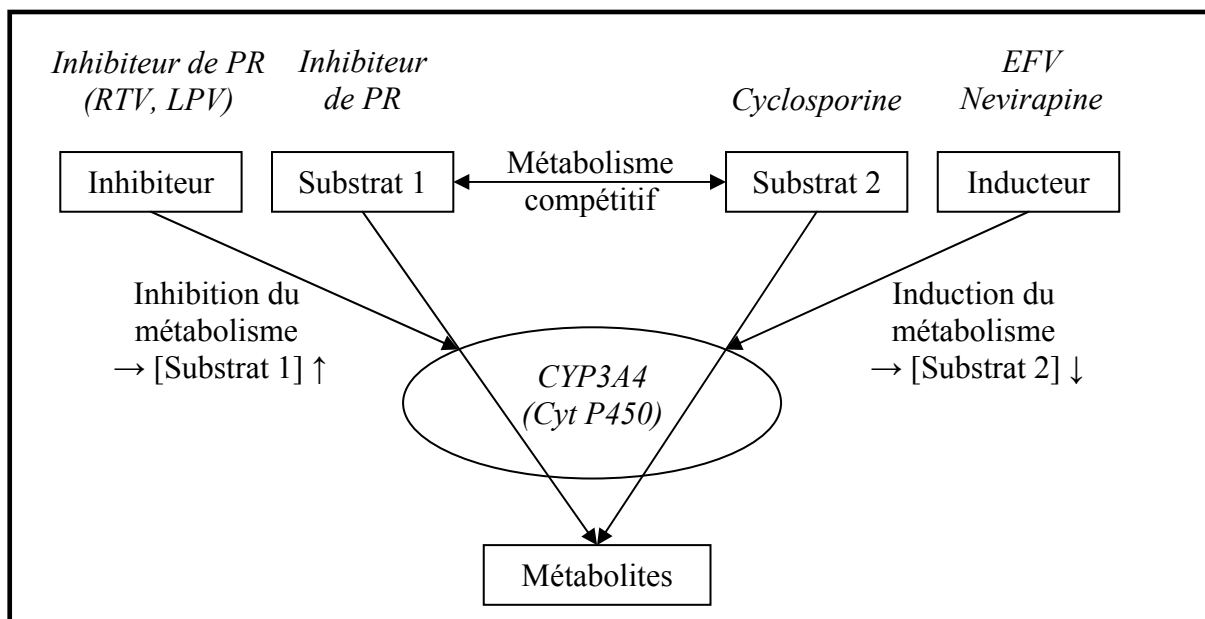 Inhibiteur de PR
(RTV, LPV)
Inhibiteur
de PR
Cyclosporine
EFV
Nevirapine
Inhibiteur
Substrat 1
Métabolisme
compétitif
Substrat 2
Inducteur
Inhibition du
métabolisme
→ [Substrat 1] ↑
Induction du
métabolisme
→ [Substrat 2] ↓
CYP3A4
(Cyt P450)
Métabolites